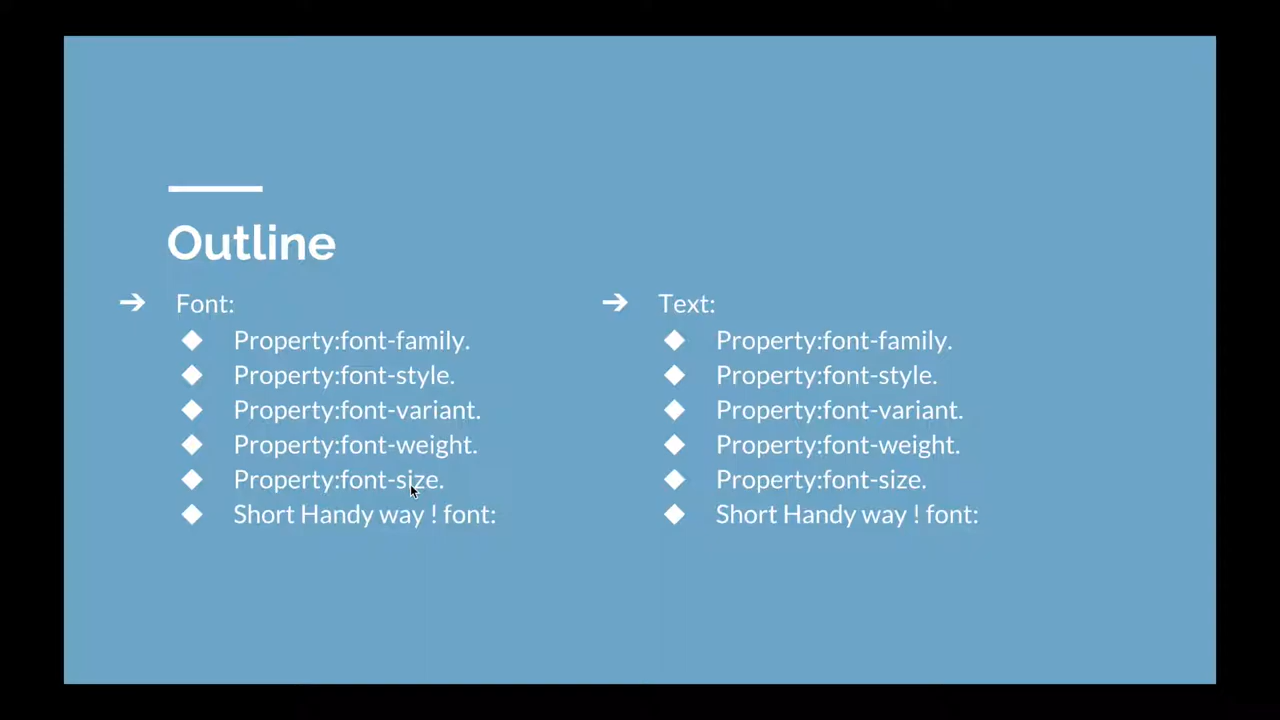 Outline
➔ Font:
◆ Property:font-family.
◆ Property:font-style.
◆ Property:font-variant.
◆ Property:font-weight.
◆ Property:font-size.
◆ Short Handy way ! font:
➔ Text:
◆ Property:font-family.
◆ Property:font-style.
◆ Property:font-variant.
◆ Property:font-weight.
◆ Property:font-size.
◆ Short Handy way ! font: